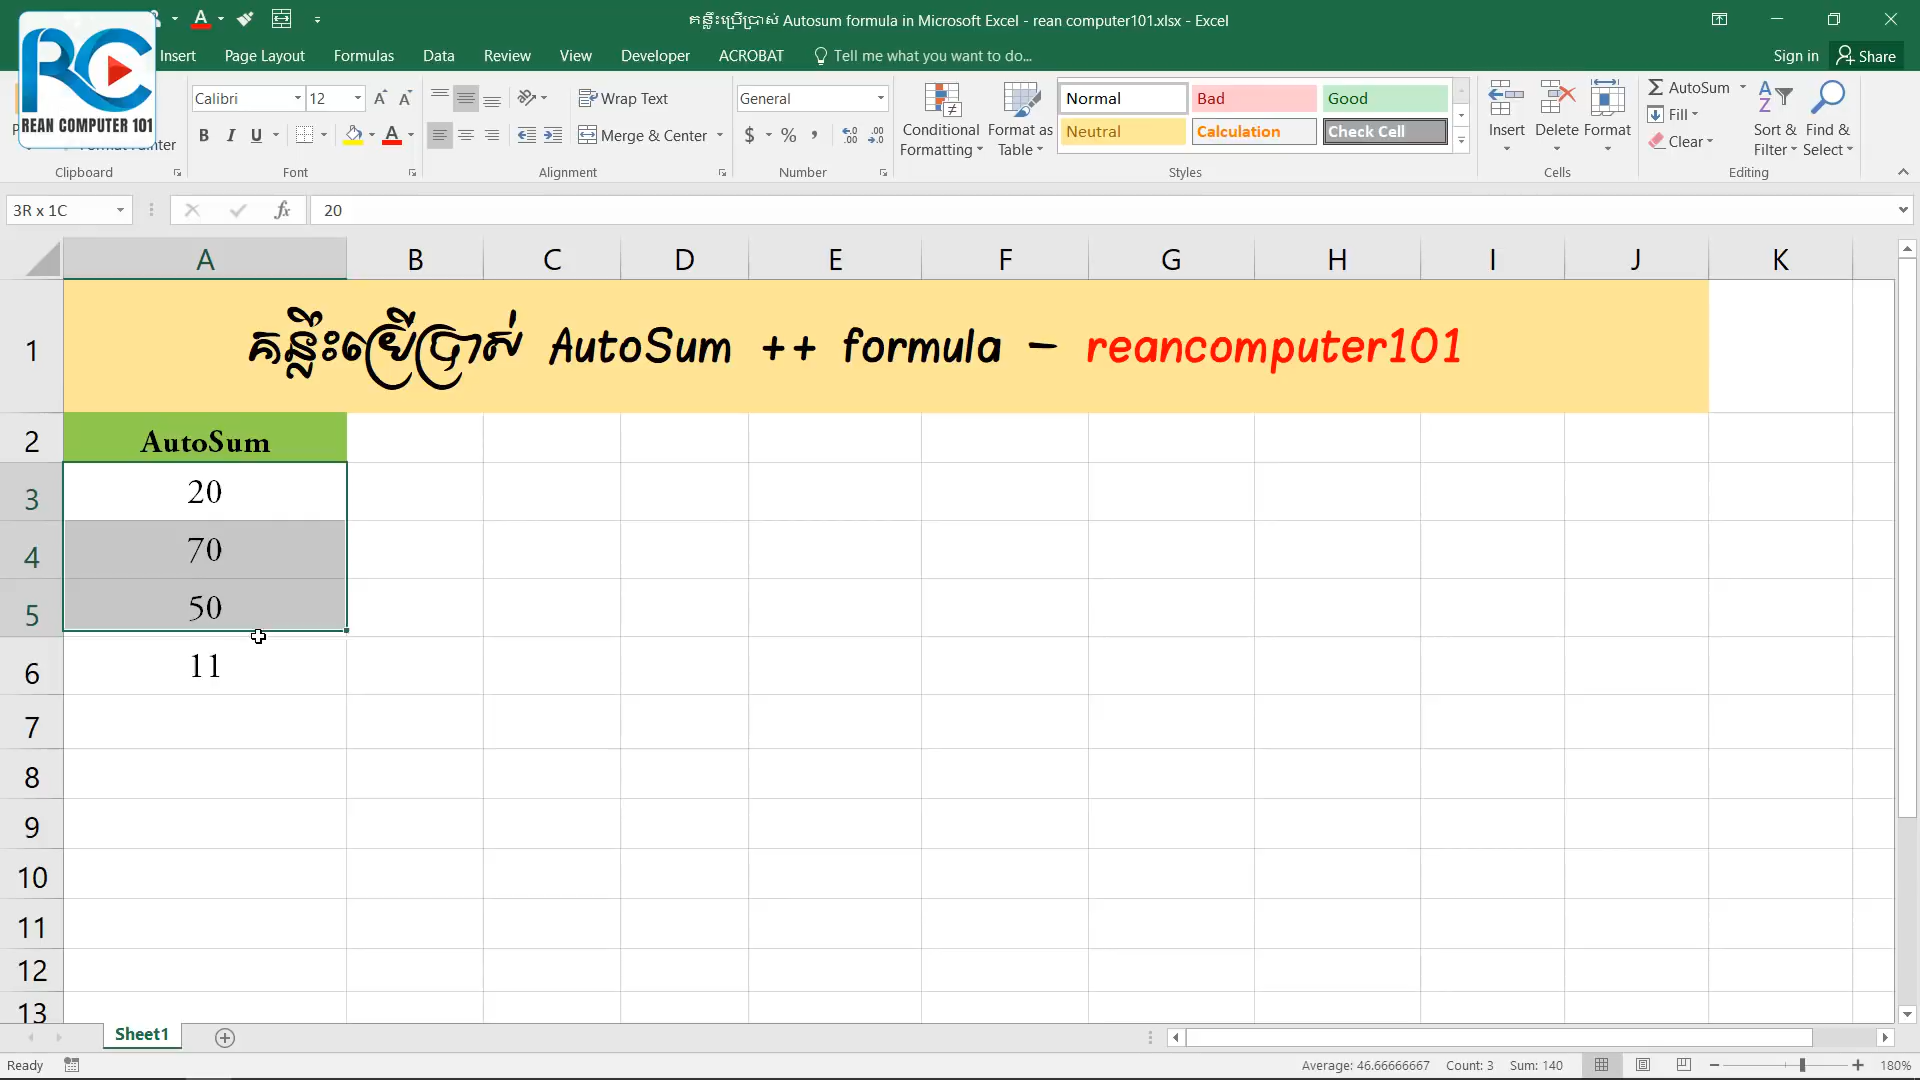 គន្លឹះប្រើប្រាស់ Autosum formula in Microsoft Excel - rean computer101.xlsx - Excel
RC
REAN COMPUTER 101
Insert Page Layout Formulas Data Review View Developer ACROBAT Tell me what you want to do... Sign in Share
Calibri 12 Wrap Text General Normal Bad Good AutoSum
B I U Merge & Center $ % Neutral Calculation Check Cell Fill
Conditional Formatting Format as Table Insert Delete Format Clear Sort & Filter Find & Select
Clipboard Font Alignment Number Styles Cells Editing
3R x 1C fx 20
A B C D E F G H I J K
1 គន្លឹះប្រើប្រាស់ AutoSum ++ formula - reancomputer101
2 AutoSum
3 20
4 70
5 50
6 11
7
8
9
10
11
12
13
Sheet1
Ready Average: 46.66666667 Count: 3 Sum: 140 180%